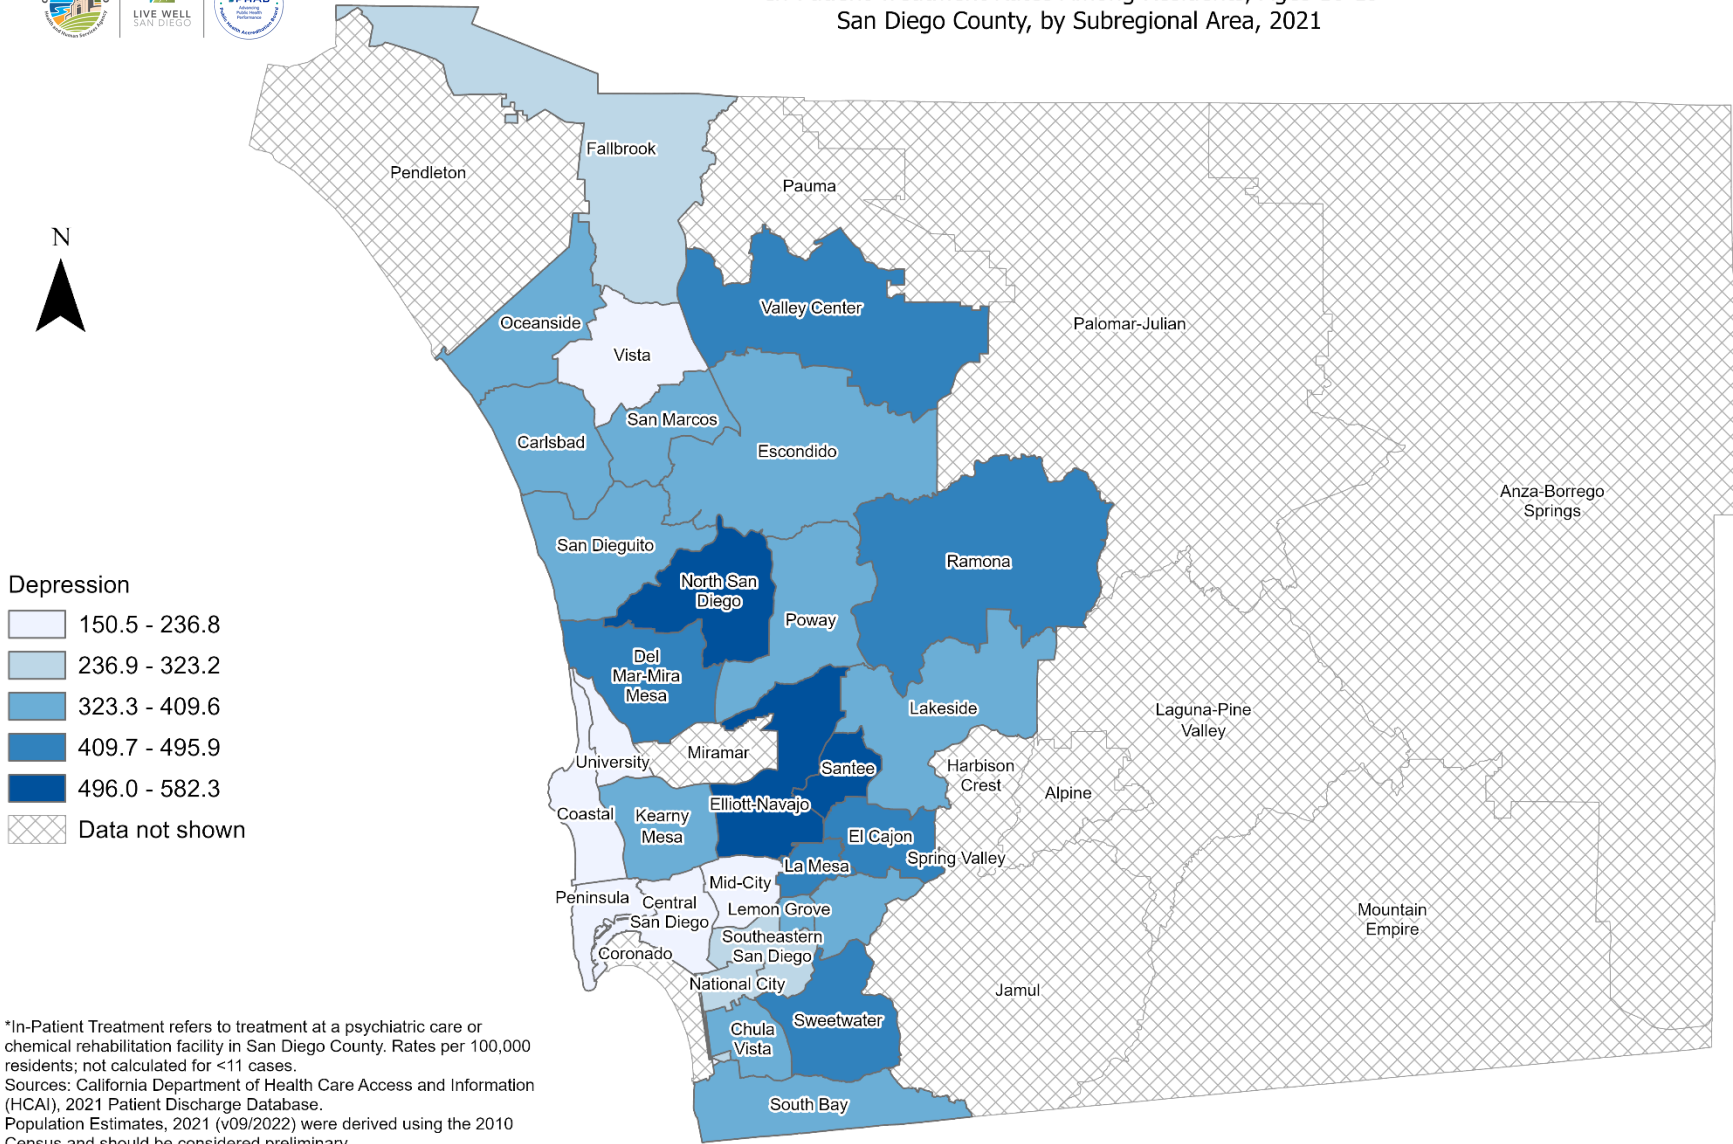 LIVE WELL
SAN DIEGO
San Diego County, by Subregional Area, 2021
N
Pendleton
Fallbrook
Pauma
Oceanside
Vista
Valley Center
Palomar-Julian
San Marcos
Carlsbad
Escondido
Anza-Borrego
Springs
San Dieguito
Ramona
North San
Diego
Poway
Del
Mar-Mira
Mesa
Lakeside
Laguna-Pine
Valley
University
Miramar
Santee
Harbison
Crest
Alpine
Coastal
Kearny
Mesa
Elliott-Navajo
El Cajon
Spring Valley
La Mesa
Mid-City
Peninsula
Central
San Diego
Lemon Grove
Mountain
Empire
Southeastern
San Diego
Coronado
National City
Jamul
Sweetwater
Chula
Vista
South Bay
Depression
150.5 - 236.8
236.9 - 323.2
323.3 - 409.6
409.7 - 495.9
496.0 - 582.3
Data not shown
*In-Patient Treatment refers to treatment at a psychiatric care or
chemical rehabilitation facility in San Diego County. Rates per 100,000
residents; not calculated for <11 cases.
Sources: California Department of Health Care Access and Information
(HCAI), 2021 Patient Discharge Database.
Population Estimates, 2021 (v09/2022) were derived using the 2010
Census and should be considered preliminary.